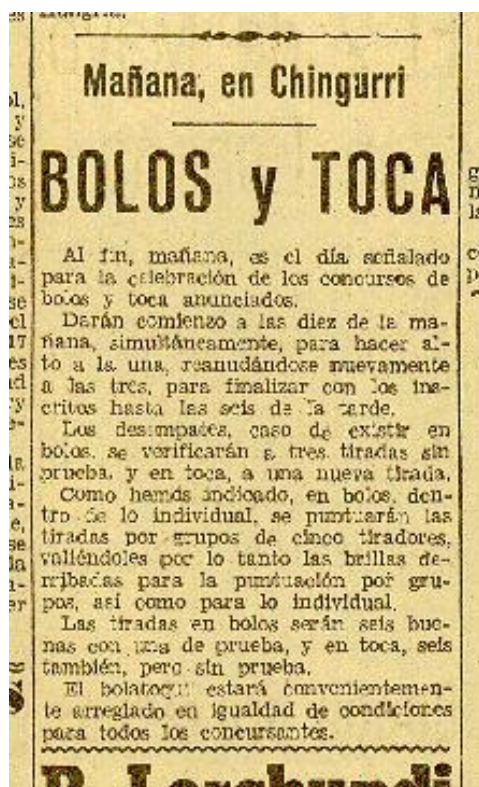 Mañana, en Chingurri
BOLOS y TOCA
Al fin, mañana, es el día señalado
para la celebración de los concursos de
bolos y toca anunciados.
Darán comienzo a las diez de la ma-
ñana, simultáneamente, para hacer al-
to a la una, reanudándose nuevamente
a las tres, para finalizar con los ins-
critos hasta las seis de la tarde.
Los desempates, caso de existir en
bolos, se verificarán a tres tiradas sin
prueba, y en toca, a una nueva tirada.
Como hemos indicado, en bolos, den-
tro de lo individual, se puntuarán las
tiradas por grupos de cinco tiradores,
valiéndoles por lo tanto las brillas de-
rribadas para la puntuación por gru-
pos, así como para lo individual.
Las tiradas en bolos serán seis bue-
nas con una de prueba, y en toca, seis
también, pero sin prueba.
El bolatoqui estará convenientemen-
te arreglado en igualdad de condiciones
para todos los concursantes.